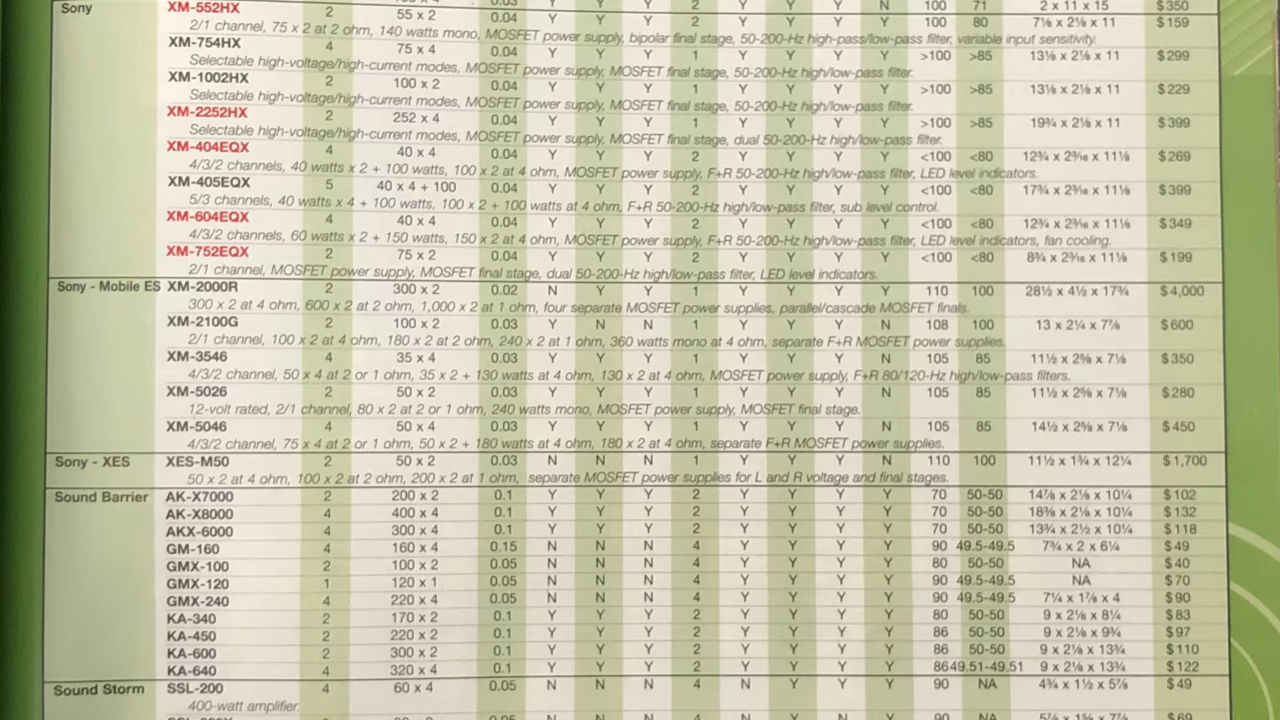 Sony XM-552HX 2 55 x 2 0.04 Y Y Y 2 Y Y Y N 100 71 2 x 11 x 15 $350
100 80 7⅛ x 2⅛ x 11 $159
2/1 channel, 75 x 2 at 2 ohm, 140 watts mono, MOSFET power supply, bipolar final stage, 50-200-Hz high-pass/low-pass filter, variable input sensitivity.
XM-754HX 4 75 x 4 0.04 Y Y Y 1 Y Y Y Y >100 >85 13⅛ x 2⅛ x 11 $299
Selectable high-voltage/high-current modes, MOSFET power supply, MOSFET final stage, 50-200-Hz high/low-pass filter.
XM-1002HX 2 100 x 2 0.04 Y Y Y 1 Y Y Y Y >100 >85 13⅛ x 2⅛ x 11 $229
Selectable high-voltage/high-current modes, MOSFET power supply, MOSFET final stage, 50-200-Hz high/low-pass filter.
XM-2252HX 2 252 x 4 0.04 Y Y Y 1 Y Y Y Y >100 >85 19¾ x 2⅛ x 11 $399
Selectable high-voltage/high-current modes, MOSFET power supply, MOSFET final stage, dual 50-200-Hz high/low-pass filter.
XM-404EQX 4 40 x 4 0.04 Y Y Y 2 Y Y Y Y <100 <80 12¾ x 2³⁄₁₆ x 11⅛ $269
4/3/2 channels, 40 watts x 2 + 100 watts, 100 x 2 at 4 ohm, MOSFET power supply, F+R 50-200-Hz high/low-pass filter, LED level indicators.
XM-405EQX 5 40 x 4 + 100 0.04 Y Y Y 2 Y Y Y Y <100 <80 17¾ x 2³⁄₁₆ x 11⅛ $399
5/3 channels, 40 watts x 4 + 100 watts, 100 x 2 + 100 watts at 4 ohm, F+R 50-200-Hz high/low-pass filter, sub level control.
XM-604EQX 4 40 x 4 0.04 Y Y Y 2 Y Y Y Y <100 <80 12¾ x 2³⁄₁₆ x 11⅛ $349
4/3/2 channels, 60 watts x 2 + 150 watts, 150 x 2 at 4 ohm, MOSFET power supply, F+R 50-200-Hz high/low-pass filter, LED level indicators, fan cooling.
XM-752EQX 2 75 x 2 0.04 Y Y Y 2 Y Y Y Y <100 <80 8¾ x 2³⁄₁₆ x 11⅛ $199
2/1 channel, MOSFET power supply, MOSFET final stage, dual 50-200-Hz high/low-pass filter, LED level indicators.
Sony - Mobile ES XM-2000R 2 300 x 2 0.02 N Y Y 1 Y Y Y Y 110 100 28½ x 4½ x 17¾ $4,000
300 x 2 at 4 ohm, 600 x 2 at 2 ohm, 1,000 x 2 at 1 ohm, four separate MOSFET power supplies, parallel/cascade MOSFET finals.
XM-2100G 2 100 x 2 0.03 Y N N 1 Y Y Y N 108 100 13 x 2¼ x 7⅞ $600
2/1 channel, 100 x 2 at 4 ohm, 180 x 2 at 2 ohm, 240 x 2 at 1 ohm, 360 watts mono at 4 ohm, separate F+R MOSFET power supplies.
XM-3546 4 35 x 4 0.03 Y Y Y 1 Y Y Y N 105 85 11½ x 2⅝ x 7⅛ $350
4/3/2 channel, 50 x 4 at 2 or 1 ohm, 35 x 2 + 130 watts at 4 ohm, 130 x 2 at 4 ohm, MOSFET power supply, F+R 80/120-Hz high/low-pass filters.
XM-5026 2 50 x 2 0.03 Y Y Y 1 Y Y Y N 105 85 11½ x 2⅝ x 7⅛ $280
12-volt rated, 2/1 channel, 80 x 2 at 2 or 1 ohm, 240 watts mono, MOSFET power supply, MOSFET final stage.
XM-5046 4 50 x 4 0.03 Y Y Y 1 Y Y Y N 105 85 14½ x 2⅝ x 7⅛ $450
4/3/2 channel, 75 x 4 at 2 or 1 ohm, 50 x 2 + 180 watts at 4 ohm, 180 x 2 at 4 ohm, separate F+R MOSFET power supplies.
Sony - XES XES-M50 2 50 x 2 0.03 N N N 1 Y Y Y N 110 100 11½ x 1¾ x 12¼ $1,700
50 x 2 at 4 ohm, 100 x 2 at 2 ohm, 200 x 2 at 1 ohm, separate MOSFET power supplies for L and R voltage and final stages.
Sound Barrier AK-X7000 2 200 x 2 0.1 Y Y Y 2 Y Y Y Y 70 50-50 14⅞ x 2⅛ x 10¼ $102
AK-X8000 4 400 x 4 0.1 Y Y Y 2 Y Y Y Y 70 50-50 18⅜ x 2⅛ x 10¼ $132
AKX-6000 4 300 x 4 0.1 Y Y Y 2 Y Y Y Y 70 50-50 13¾ x 2½ x 10¼ $118
GM-160 4 160 x 4 0.15 N N N 4 Y Y Y Y 90 49.5-49.5 7¾ x 2 x 6¼ $49
GMX-100 2 100 x 2 0.05 N N N 4 Y Y Y Y 80 50-50 NA $40
GMX-120 1 120 x 1 0.05 N N N 4 Y Y Y Y 90 49.5-49.5 NA $70
GMX-240 4 220 x 4 0.05 N N N 4 Y Y Y Y 90 49.5-49.5 7¼ x 1⅞ x 4 $90
KA-340 2 170 x 2 0.1 Y Y Y 2 Y Y Y Y 80 50-50 9 x 2⅛ x 8¼ $83
KA-450 2 220 x 2 0.1 Y Y Y 2 Y Y Y Y 86 50-50 9 x 2⅛ x 9¾ $97
KA-600 2 300 x 2 0.1 Y Y Y 2 Y Y Y Y 86 50-50 9 x 2⅛ x 13¾ $110
KA-640 4 320 x 4 0.1 Y Y Y 2 Y Y Y Y 86 49.51-49.51 9 x 2⅛ x 13¾ $122
Sound Storm SSL-200 4 60 x 4 0.05 N N N 4 N Y Y Y 90 NA 4¾ x 1½ x 5⅞ $49
400-watt amplifier.